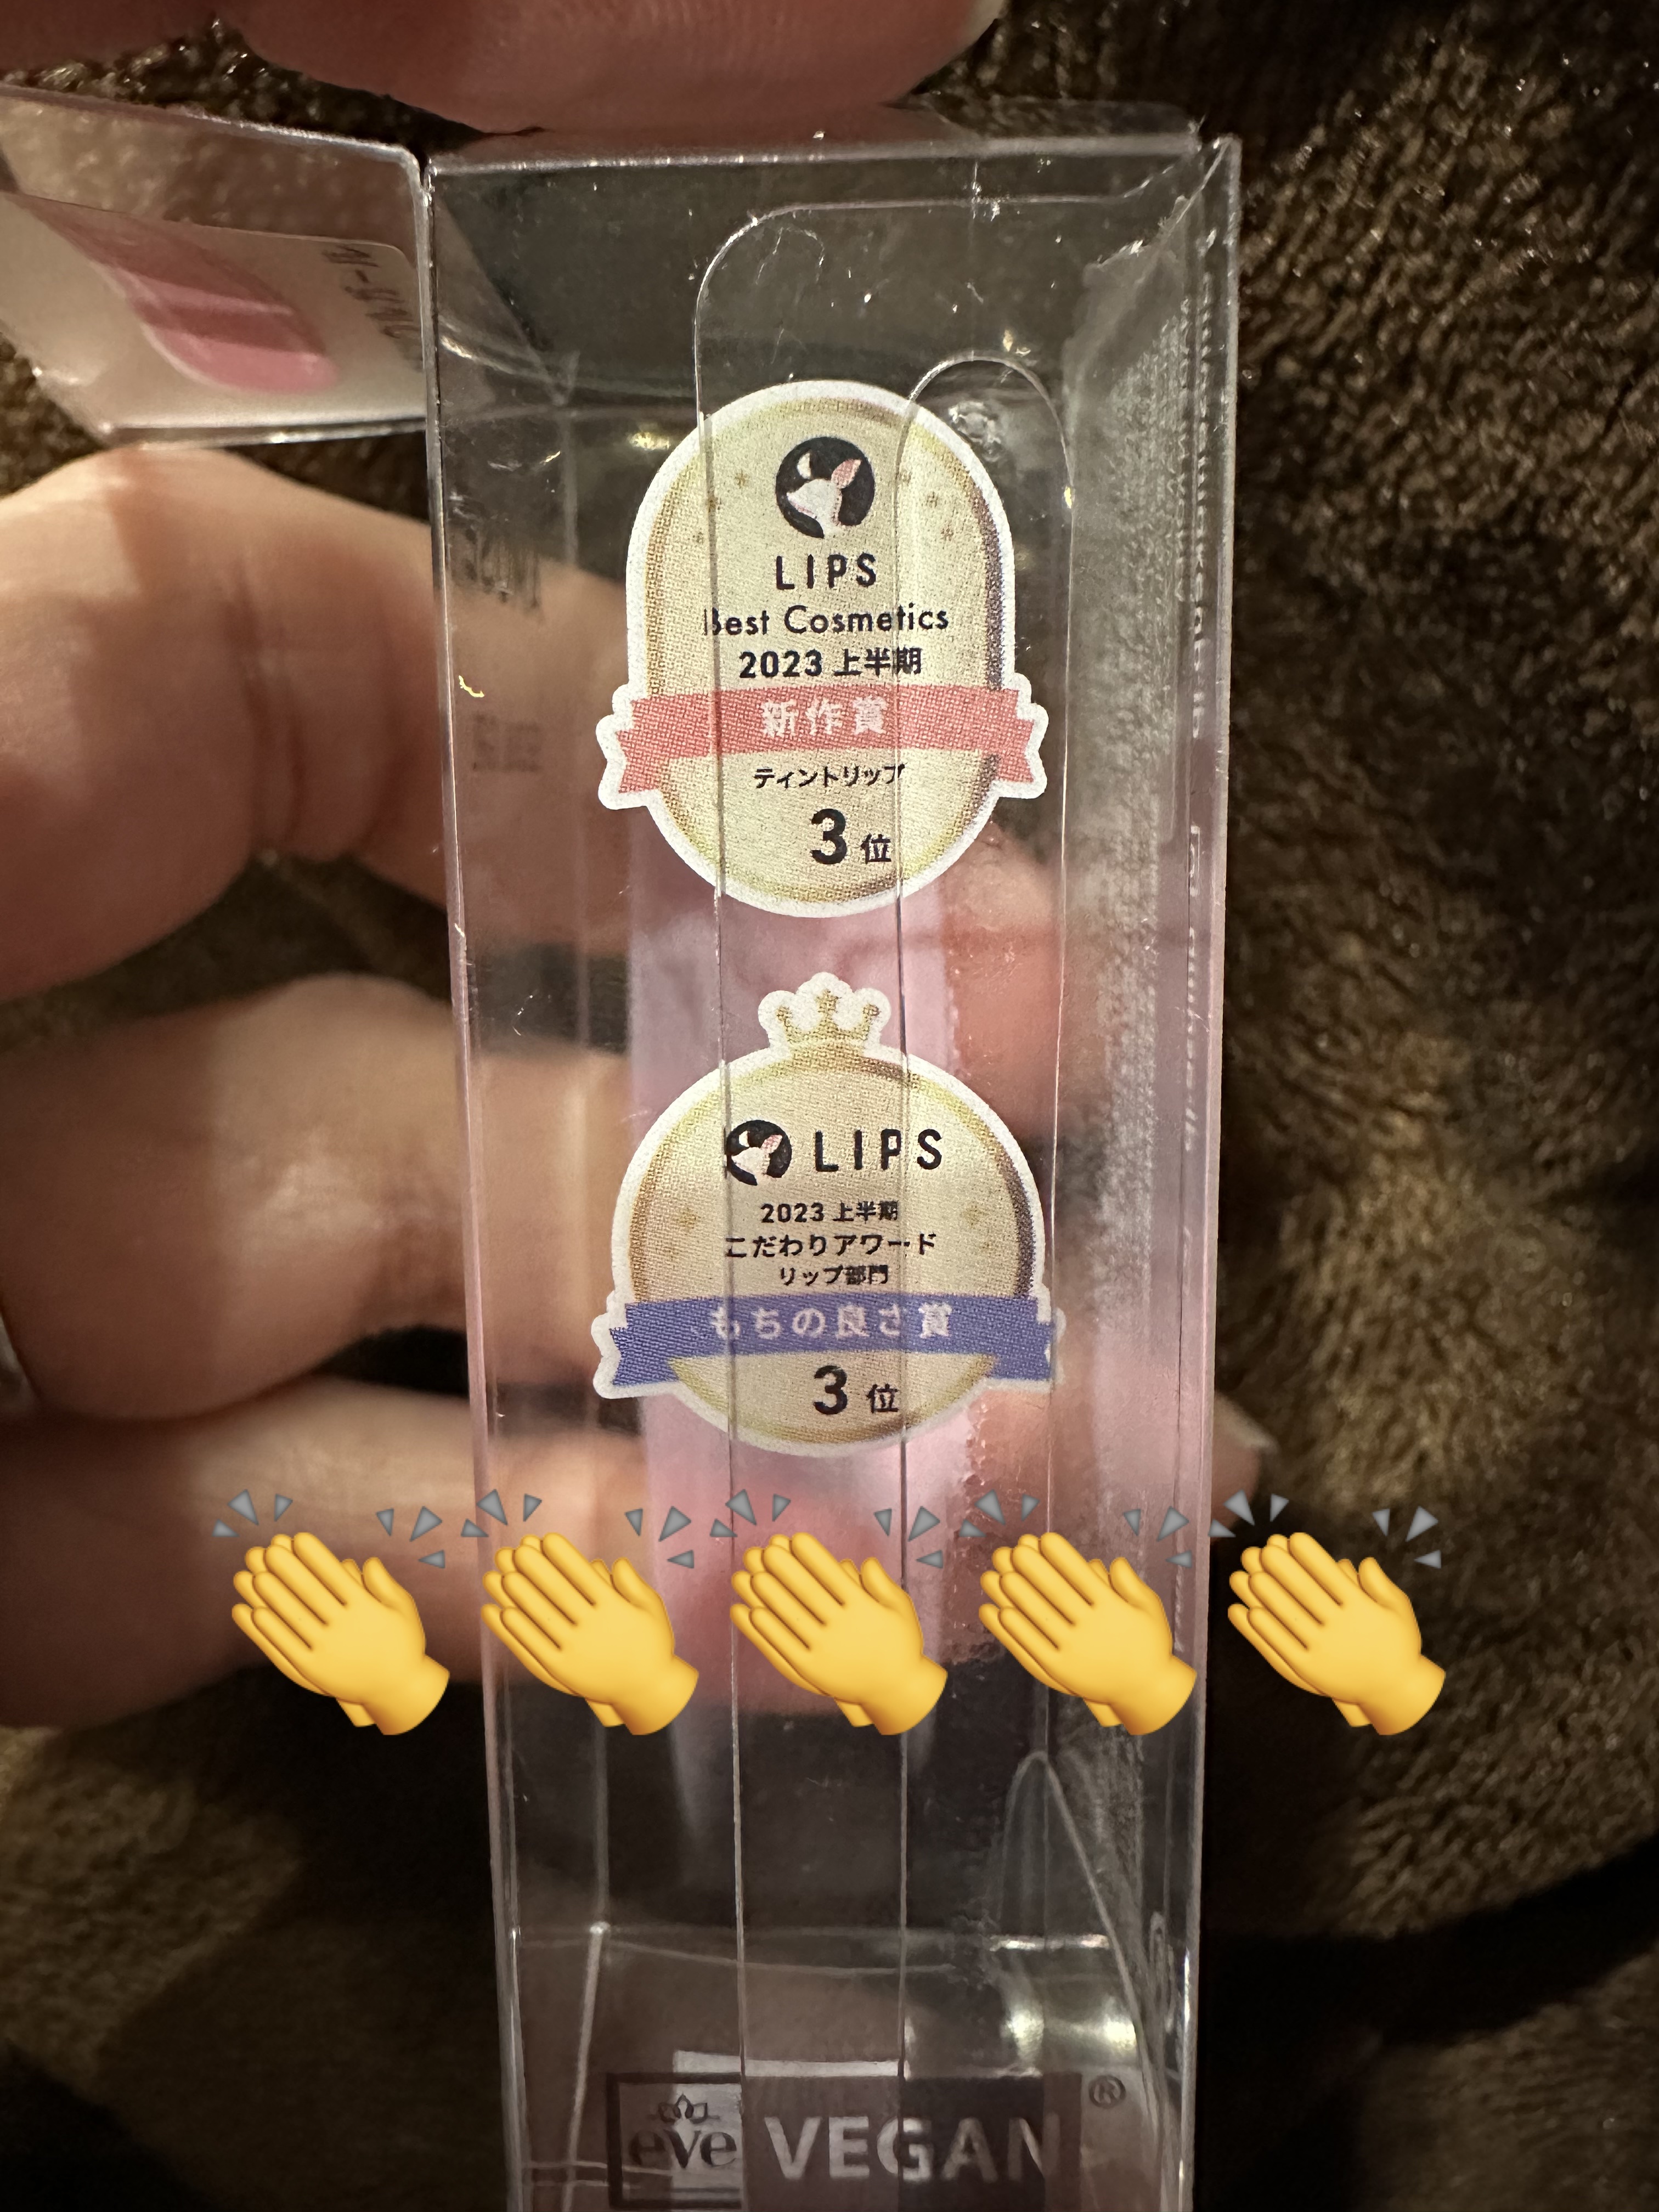 LIPS
Best Cosmetics
2023 上半期
新作賞
ティントリップ
3 位
LIPS
2023 上半期
こだわりアワード
リップ部門
もちの良さ賞
3 位
eve VEGAN®